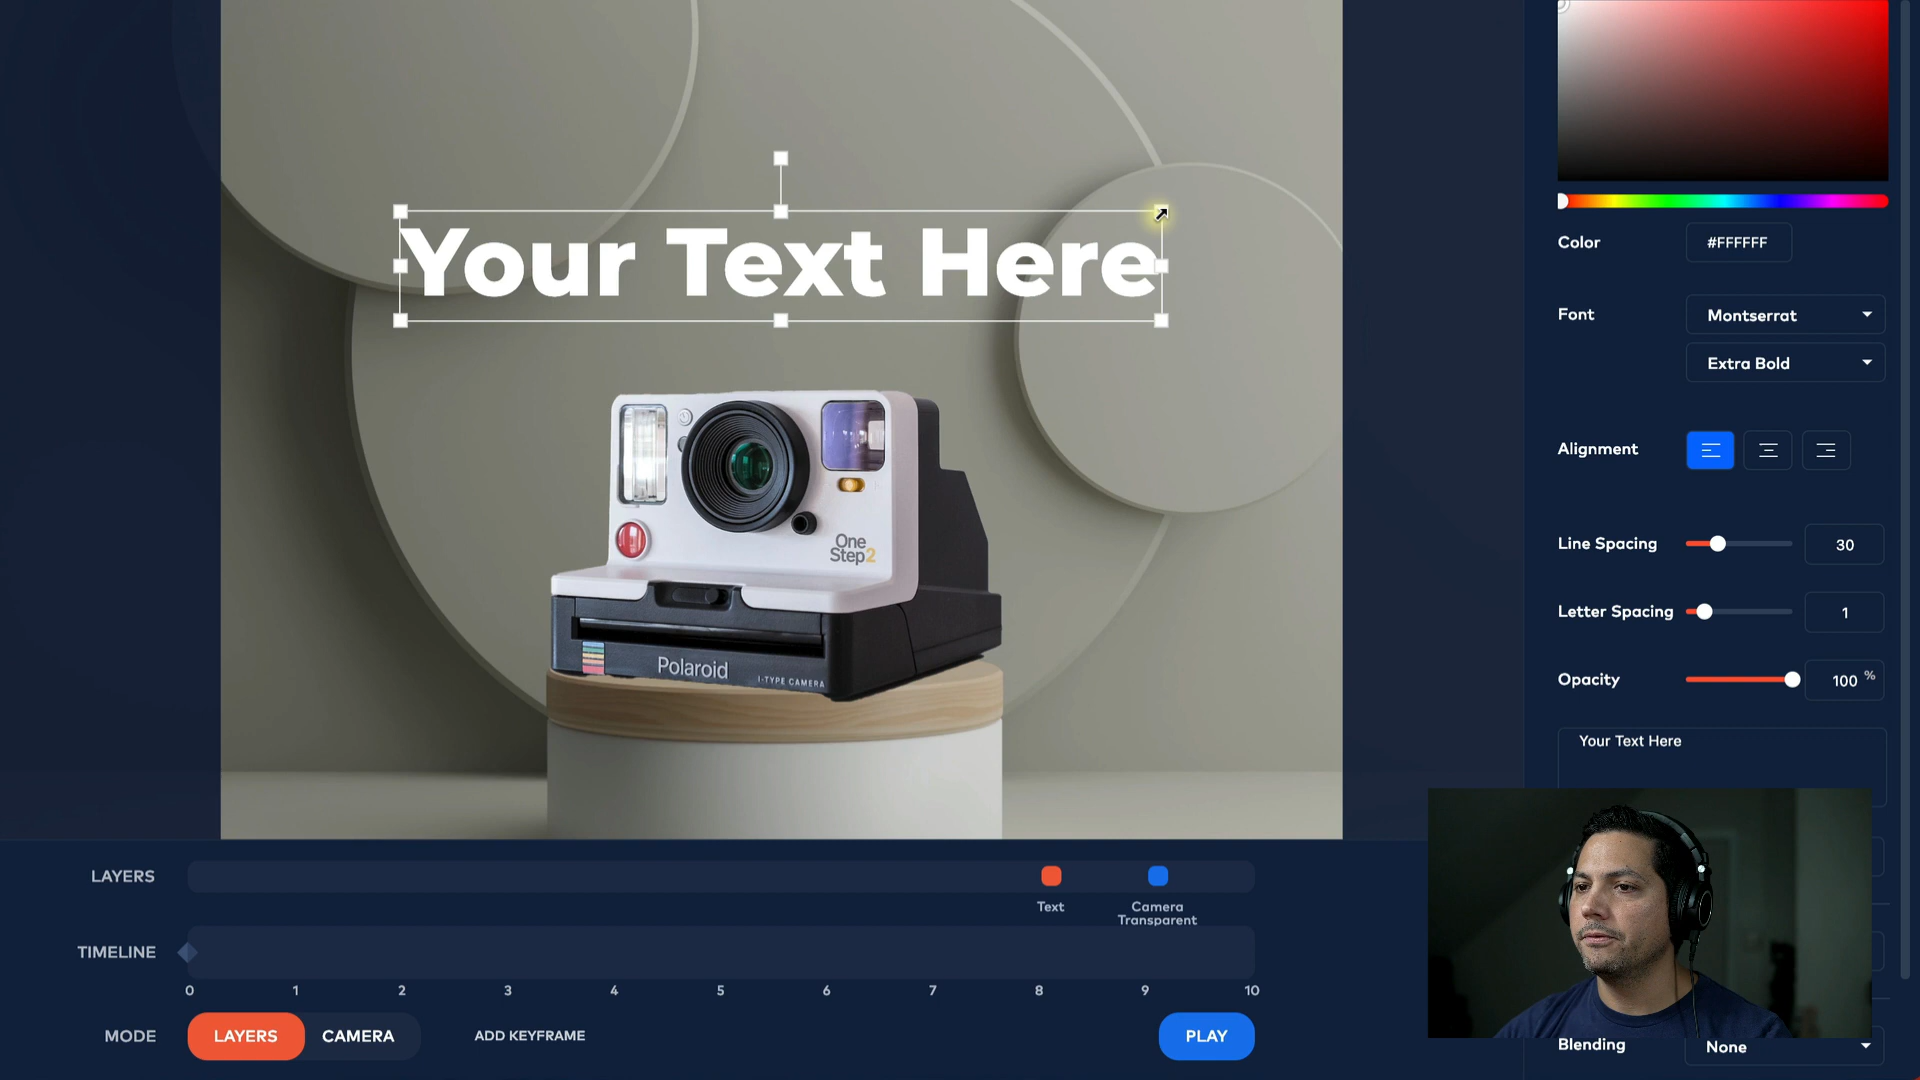 Your Text Here
One
Step2
Polaroid
I-TYPE CAMERA
Color
#FFFFFF
Font
Montserrat
Extra Bold
Alignment
Line Spacing
30
Letter Spacing
1
Opacity
100 %
Your Text Here
Blending
None
LAYERS
Text
Camera
Transparent
TIMELINE
0 1 2 3 4 5 6 7 8 9 10
MODE
LAYERS
CAMERA
ADD KEYFRAME
PLAY